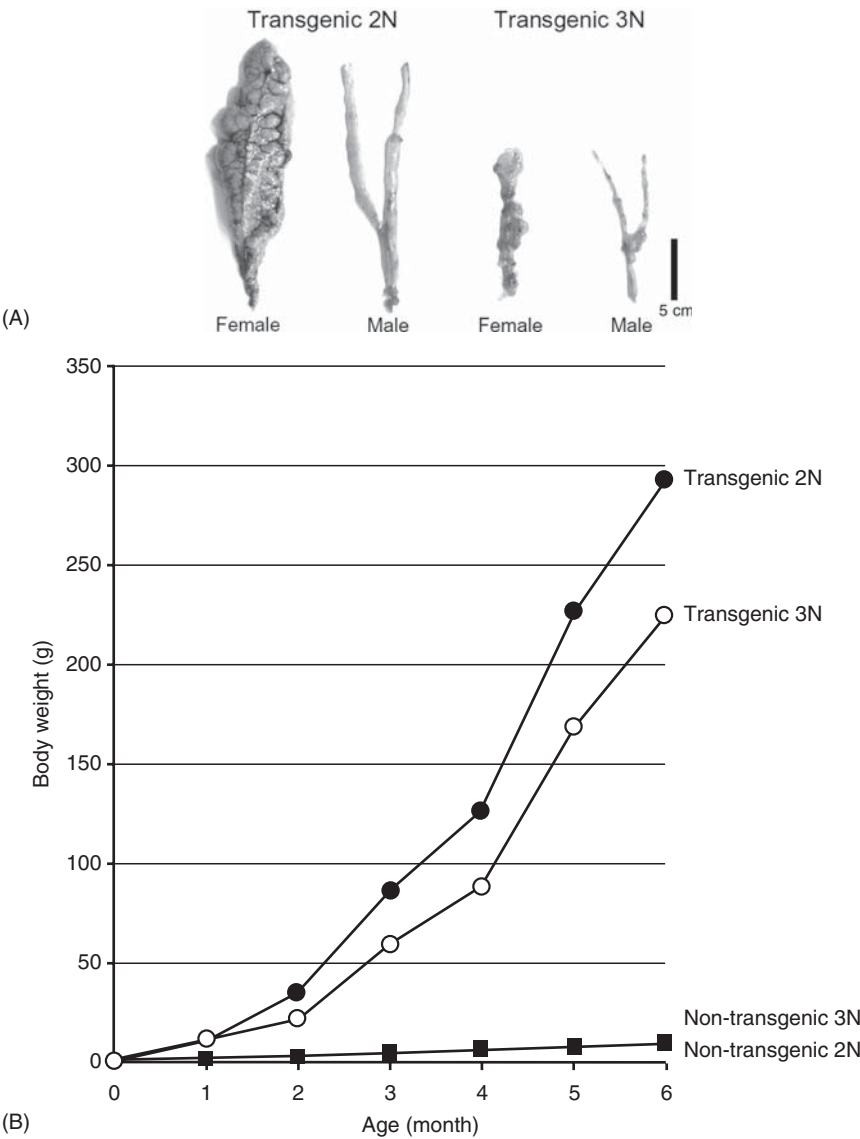 Transgenic 2N Transgenic 3N
5 cm
(A)
Female Male Female Male
350
300
250
200
150
100
50
0
Body weight (g)
Transgenic 2N
Transgenic 3N
Non-transgenic 3N
Non-transgenic 2N
0 1 2 3 4 5 6
(B)
Age (month)